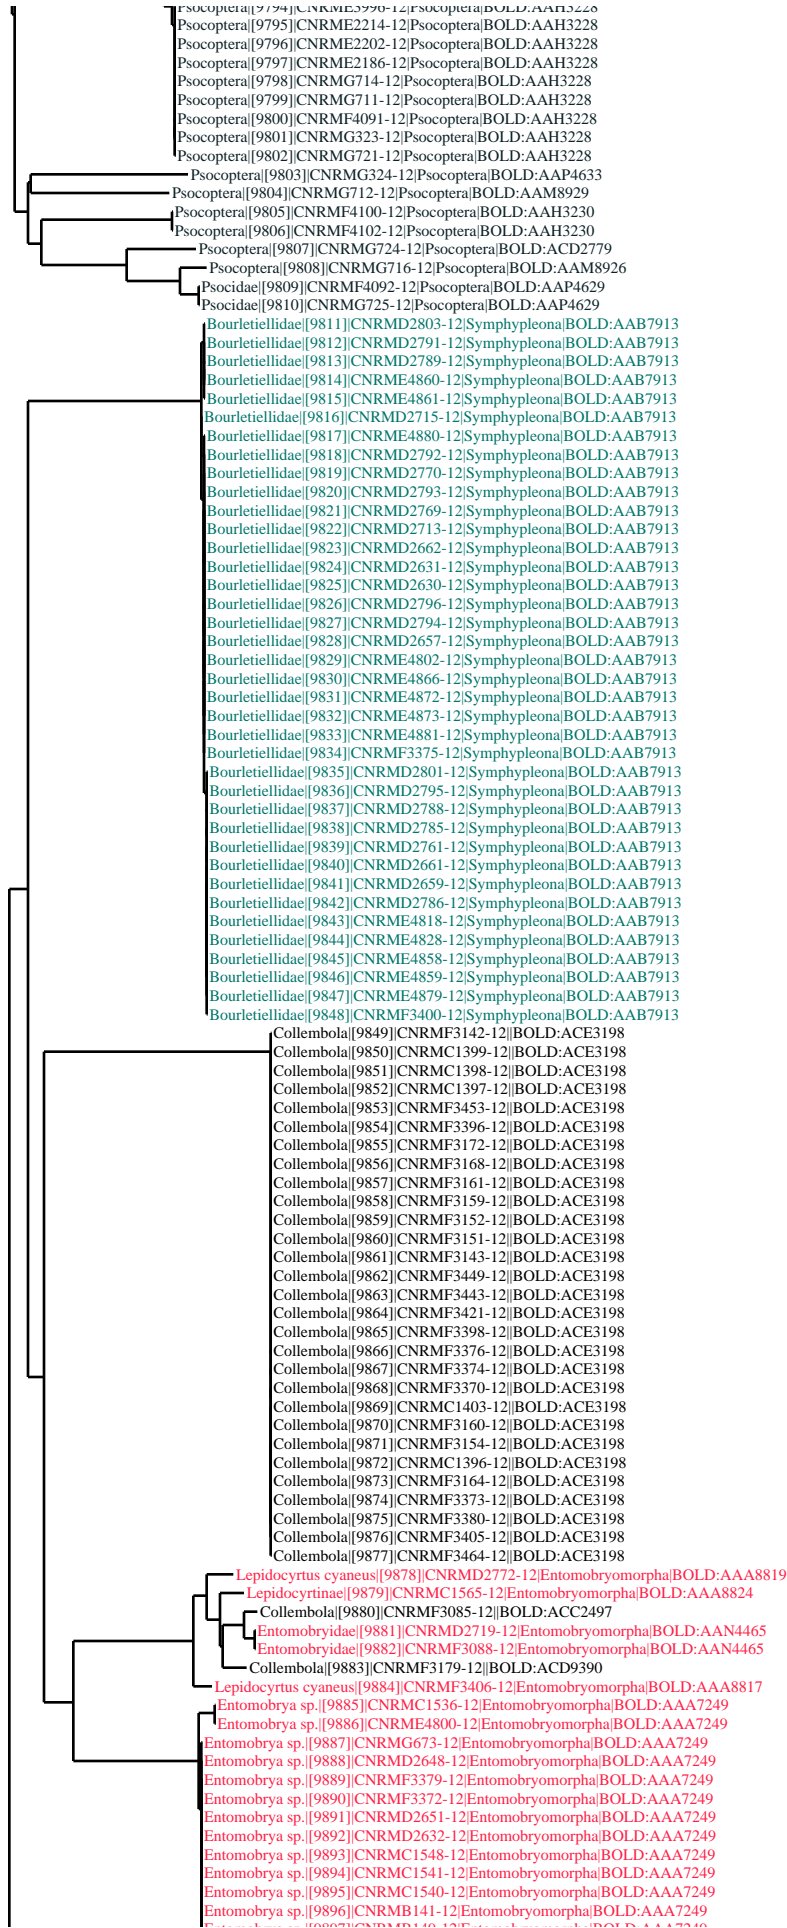 Psocoptera|[9794]|CNRME3996-12|Psocoptera|BOLD:AAH3228
Psocoptera|[9795]|CNRME2214-12|Psocoptera|BOLD:AAH3228
Psocoptera|[9796]|CNRME2202-12|Psocoptera|BOLD:AAH3228
Psocoptera|[9797]|CNRME2186-12|Psocoptera|BOLD:AAH3228
Psocoptera|[9798]|CNRMG714-12|Psocoptera|BOLD:AAH3228
Psocoptera|[9799]|CNRMG711-12|Psocoptera|BOLD:AAH3228
Psocoptera|[9800]|CNRMF4091-12|Psocoptera|BOLD:AAH3228
Psocoptera|[9801]|CNRMG323-12|Psocoptera|BOLD:AAH3228
Psocoptera|[9802]|CNRMG721-12|Psocoptera|BOLD:AAH3228
Psocoptera|[9803]|CNRMG324-12|Psocoptera|BOLD:AAP4633
Psocoptera|[9804]|CNRMG712-12|Psocoptera|BOLD:AAM8929
Psocoptera|[9805]|CNRMF4100-12|Psocoptera|BOLD:AAH3230
Psocoptera|[9806]|CNRMF4102-12|Psocoptera|BOLD:AAH3230
Psocoptera|[9807]|CNRMG724-12|Psocoptera|BOLD:ACD2779
Psocoptera|[9808]|CNRMG716-12|Psocoptera|BOLD:AAM8926
Psocidae|[9809]|CNRMF4092-12|Psocoptera|BOLD:AAP4629
Psocidae|[9810]|CNRMG725-12|Psocoptera|BOLD:AAP4629
Bourletiellidae|[9811]|CNRMD2803-12|Symphypleona|BOLD:AAB7913
Bourletiellidae|[9812]|CNRMD2791-12|Symphypleona|BOLD:AAB7913
Bourletiellidae|[9813]|CNRMD2789-12|Symphypleona|BOLD:AAB7913
Bourletiellidae|[9814]|CNRME4860-12|Symphypleona|BOLD:AAB7913
Bourletiellidae|[9815]|CNRME4861-12|Symphypleona|BOLD:AAB7913
Bourletiellidae|[9816]|CNRMD2715-12|Symphypleona|BOLD:AAB7913
Bourletiellidae|[9817]|CNRME4880-12|Symphypleona|BOLD:AAB7913
Bourletiellidae|[9818]|CNRMD2792-12|Symphypleona|BOLD:AAB7913
Bourletiellidae|[9819]|CNRMD2770-12|Symphypleona|BOLD:AAB7913
Bourletiellidae|[9820]|CNRMD2793-12|Symphypleona|BOLD:AAB7913
Bourletiellidae|[9821]|CNRMD2769-12|Symphypleona|BOLD:AAB7913
Bourletiellidae|[9822]|CNRMD2713-12|Symphypleona|BOLD:AAB7913
Bourletiellidae|[9823]|CNRMD2662-12|Symphypleona|BOLD:AAB7913
Bourletiellidae|[9824]|CNRMD2631-12|Symphypleona|BOLD:AAB7913
Bourletiellidae|[9825]|CNRMD2630-12|Symphypleona|BOLD:AAB7913
Bourletiellidae|[9826]|CNRMD2796-12|Symphypleona|BOLD:AAB7913
Bourletiellidae|[9827]|CNRMD2794-12|Symphypleona|BOLD:AAB7913
Bourletiellidae|[9828]|CNRMD2657-12|Symphypleona|BOLD:AAB7913
Bourletiellidae|[9829]|CNRME4802-12|Symphypleona|BOLD:AAB7913
Bourletiellidae|[9830]|CNRME4866-12|Symphypleona|BOLD:AAB7913
Bourletiellidae|[9831]|CNRME4872-12|Symphypleona|BOLD:AAB7913
Bourletiellidae|[9832]|CNRME4873-12|Symphypleona|BOLD:AAB7913
Bourletiellidae|[9833]|CNRME4881-12|Symphypleona|BOLD:AAB7913
Bourletiellidae|[9834]|CNRMF3375-12|Symphypleona|BOLD:AAB7913
Bourletiellidae|[9835]|CNRMD2801-12|Symphypleona|BOLD:AAB7913
Bourletiellidae|[9836]|CNRMD2795-12|Symphypleona|BOLD:AAB7913
Bourletiellidae|[9837]|CNRMD2788-12|Symphypleona|BOLD:AAB7913
Bourletiellidae|[9838]|CNRMD2785-12|Symphypleona|BOLD:AAB7913
Bourletiellidae|[9839]|CNRMD2761-12|Symphypleona|BOLD:AAB7913
Bourletiellidae|[9840]|CNRMD2661-12|Symphypleona|BOLD:AAB7913
Bourletiellidae|[9841]|CNRMD2659-12|Symphypleona|BOLD:AAB7913
Bourletiellidae|[9842]|CNRMD2786-12|Symphypleona|BOLD:AAB7913
Bourletiellidae|[9843]|CNRME4818-12|Symphypleona|BOLD:AAB7913
Bourletiellidae|[9844]|CNRME4828-12|Symphypleona|BOLD:AAB7913
Bourletiellidae|[9845]|CNRME4858-12|Symphypleona|BOLD:AAB7913
Bourletiellidae|[9846]|CNRME4859-12|Symphypleona|BOLD:AAB7913
Bourletiellidae|[9847]|CNRME4879-12|Symphypleona|BOLD:AAB7913
Bourletiellidae|[9848]|CNRMF3400-12|Symphypleona|BOLD:AAB7913
Collembola|[9849]|CNRMF3142-12||BOLD:ACE3198
Collembola|[9850]|CNRMC1399-12||BOLD:ACE3198
Collembola|[9851]|CNRMC1398-12||BOLD:ACE3198
Collembola|[9852]|CNRMC1397-12||BOLD:ACE3198
Collembola|[9853]|CNRMF3453-12||BOLD:ACE3198
Collembola|[9854]|CNRMF3396-12||BOLD:ACE3198
Collembola|[9855]|CNRMF3172-12||BOLD:ACE3198
Collembola|[9856]|CNRMF3168-12||BOLD:ACE3198
Collembola|[9857]|CNRMF3161-12||BOLD:ACE3198
Collembola|[9858]|CNRMF3159-12||BOLD:ACE3198
Collembola|[9859]|CNRMF3152-12||BOLD:ACE3198
Collembola|[9860]|CNRMF3151-12||BOLD:ACE3198
Collembola|[9861]|CNRMF3143-12||BOLD:ACE3198
Collembola|[9862]|CNRMF3449-12||BOLD:ACE3198
Collembola|[9863]|CNRMF3443-12||BOLD:ACE3198
Collembola|[9864]|CNRMF3421-12||BOLD:ACE3198
Collembola|[9865]|CNRMF3398-12||BOLD:ACE3198
Collembola|[9866]|CNRMF3376-12||BOLD:ACE3198
Collembola|[9867]|CNRMF3374-12||BOLD:ACE3198
Collembola|[9868]|CNRMF3370-12||BOLD:ACE3198
Collembola|[9869]|CNRMC1403-12||BOLD:ACE3198
Collembola|[9870]|CNRMF3160-12||BOLD:ACE3198
Collembola|[9871]|CNRMF3154-12||BOLD:ACE3198
Collembola|[9872]|CNRMC1396-12||BOLD:ACE3198
Collembola|[9873]|CNRMF3164-12||BOLD:ACE3198
Collembola|[9874]|CNRMF3373-12||BOLD:ACE3198
Collembola|[9875]|CNRMF3380-12||BOLD:ACE3198
Collembola|[9876]|CNRMF3405-12||BOLD:ACE3198
Collembola|[9877]|CNRMF3464-12||BOLD:ACE3198
Lepidocyrtus cyaneus|[9878]|CNRMD2772-12|Entomobryomorpha|BOLD:AAA8819
Lepidocyrtinae|[9879]|CNRMC1565-12|Entomobryomorpha|BOLD:AAA8824
Collembola|[9880]|CNRMF3085-12||BOLD:ACC2497
Entomobryidae|[9881]|CNRMD2719-12|Entomobryomorpha|BOLD:AAN4465
Entomobryidae|[9882]|CNRMF3088-12|Entomobryomorpha|BOLD:AAN4465
Collembola|[9883]|CNRMF3179-12||BOLD:ACD9390
Lepidocyrtus cyaneus|[9884]|CNRMF3406-12|Entomobryomorpha|BOLD:AAA8817
Entomobrya sp.|[9885]|CNRMC1536-12|Entomobryomorpha|BOLD:AAA7249
Entomobrya sp.|[9886]|CNRME4800-12|Entomobryomorpha|BOLD:AAA7249
Entomobrya sp.|[9887]|CNRMG673-12|Entomobryomorpha|BOLD:AAA7249
Entomobrya sp.|[9888]|CNRMD2648-12|Entomobryomorpha|BOLD:AAA7249
Entomobrya sp.|[9889]|CNRMF3379-12|Entomobryomorpha|BOLD:AAA7249
Entomobrya sp.|[9890]|CNRMF3372-12|Entomobryomorpha|BOLD:AAA7249
Entomobrya sp.|[9891]|CNRMD2651-12|Entomobryomorpha|BOLD:AAA7249
Entomobrya sp.|[9892]|CNRMD2632-12|Entomobryomorpha|BOLD:AAA7249
Entomobrya sp.|[9893]|CNRMC1548-12|Entomobryomorpha|BOLD:AAA7249
Entomobrya sp.|[9894]|CNRMC1541-12|Entomobryomorpha|BOLD:AAA7249
Entomobrya sp.|[9895]|CNRMC1540-12|Entomobryomorpha|BOLD:AAA7249
Entomobrya sp.|[9896]|CNRMB141-12|Entomobryomorpha|BOLD:AAA7249